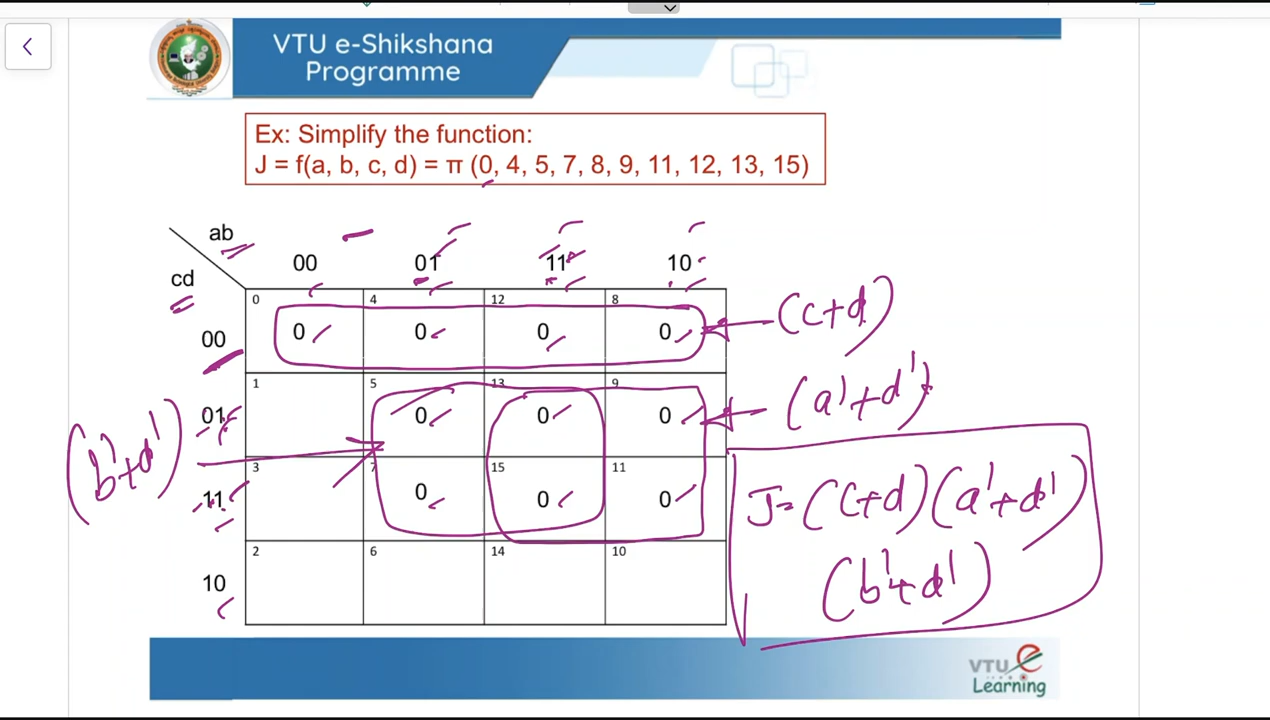 VTU e-Shikshana
Programme
Ex: Simplify the function:
J = f(a, b, c, d) = π (0, 4, 5, 7, 8, 9, 11, 12, 13, 15)
ab
cd
00 01 11 10
0 4 12 8
00 0 0 0 0
(c+d)
1 5 13 9
01 0 0 0
(a'+d')
(b'+d')
3 7 15 11
11 0 0 0
2 6 14 10
10
J=(c+d)(a'+d')
(b'+d')
VTU e
Learning